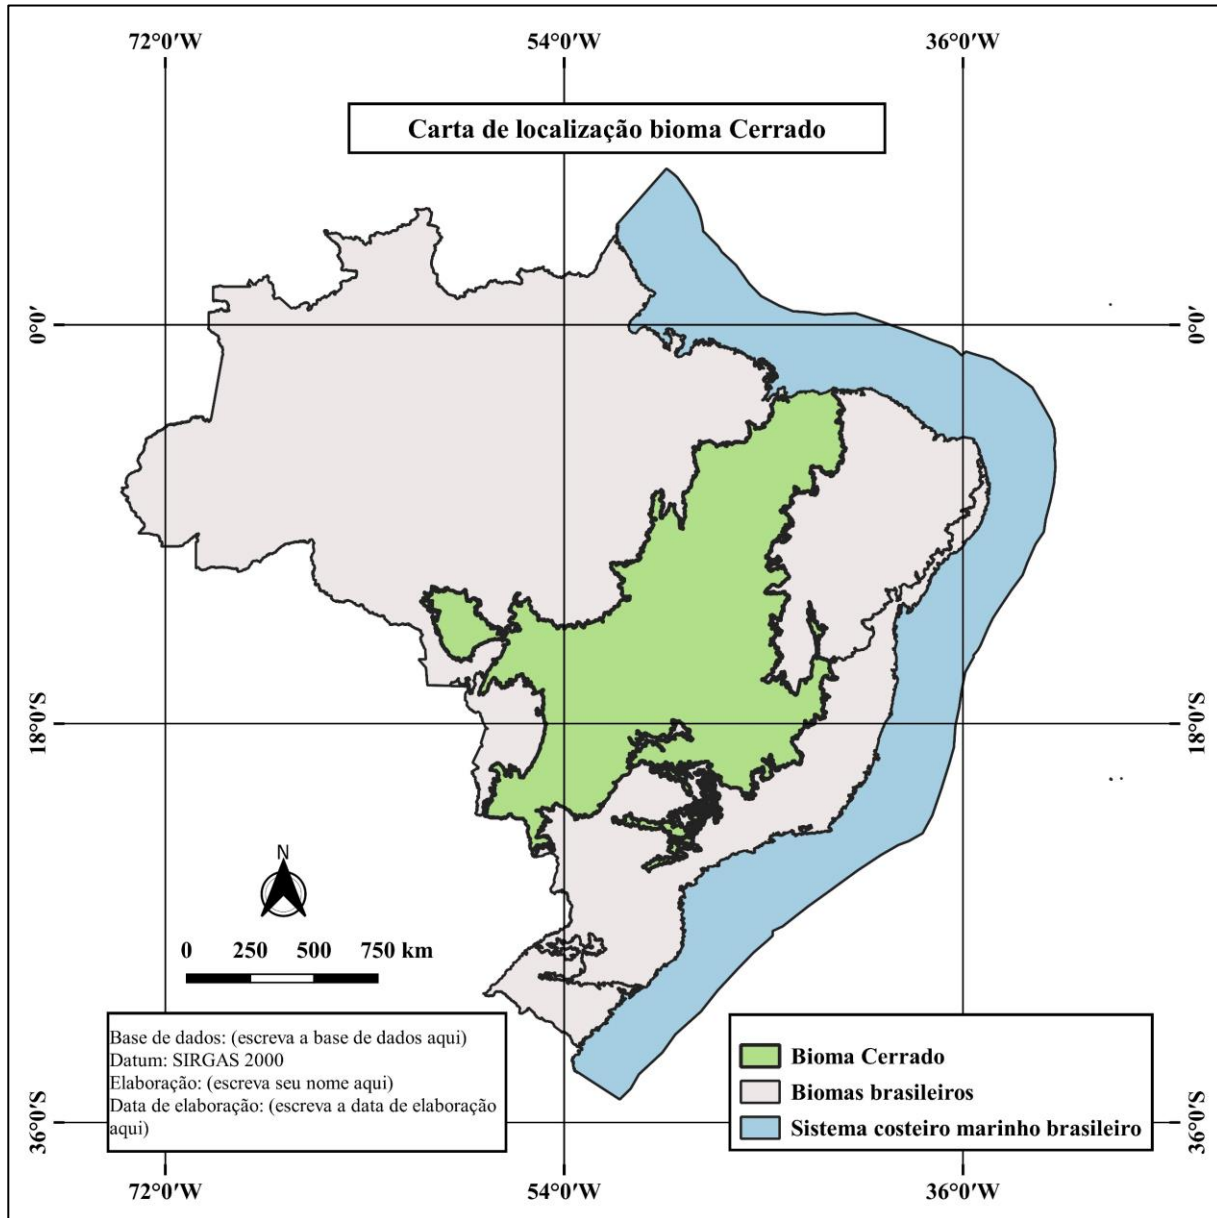 72°0′W 54°0′W 36°0′W
Carta de localização bioma Cerrado
0°0′ 0°0′
18°0′S 18°0′S
N
0 250 500 750 km
Base de dados: (escreva a base de dados aqui)
Datum: SIRGAS 2000
Elaboração: (escreva seu nome aqui)
Data de elaboração: (escreva a data de elaboração
aqui)
Bioma Cerrado
Biomas brasileiros
Sistema costeiro marinho brasileiro
36°0′S 36°0′S
72°0′W 54°0′W 36°0′W